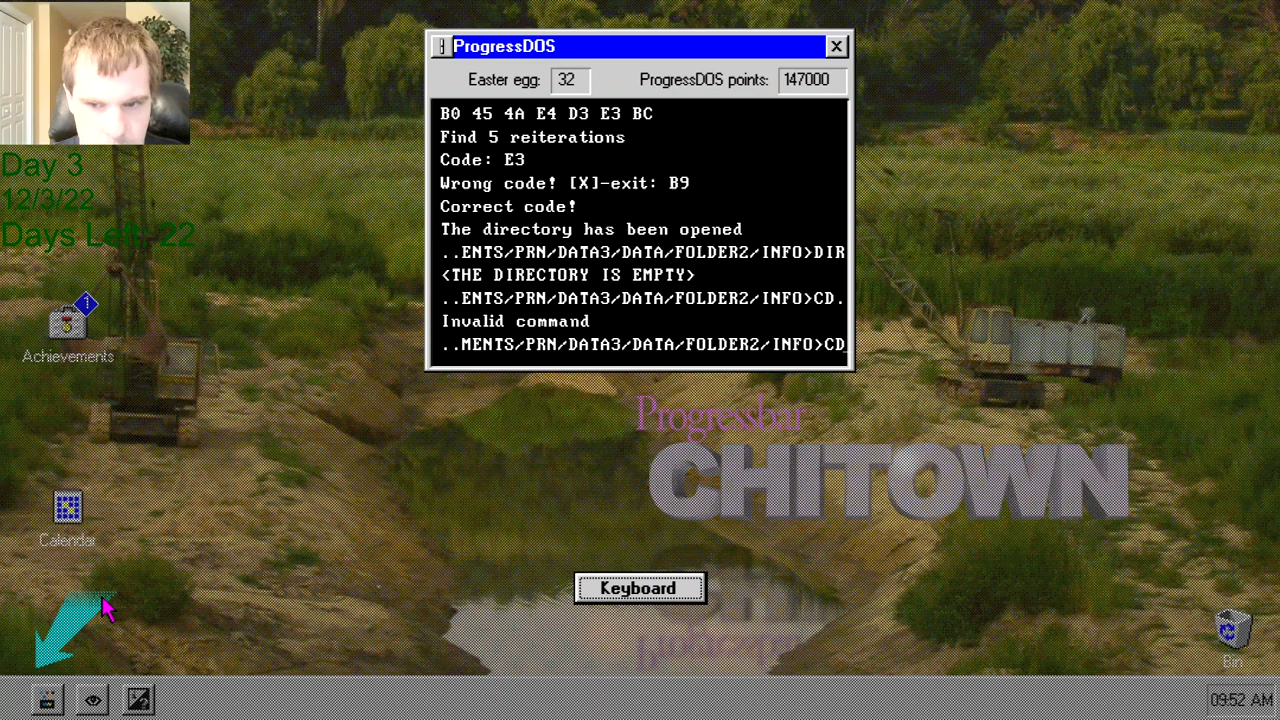 ProgressDOS
Easter egg: 32 ProgressDOS points: 147000
B0 45 4A E4 D3 E3 BC
Find 5 reiterations
Code: E3
Wrong code! [X]-exit: B9
Correct code!
The directory has been opened
..ENTS/PRN/DATA3/DATA/FOLDER2/INFO>DIR
<THE DIRECTORY IS EMPTY>
..ENTS/PRN/DATA3/DATA/FOLDER2/INFO>CD.
Invalid command
..MENTS/PRN/DATA3/DATA/FOLDER2/INFO>CD_
Day 3
12/3/22
Days Left: 22
1
Achievements
Progressbar
CHITOWN
Calendar
Keyboard
Bin
09:52 AM